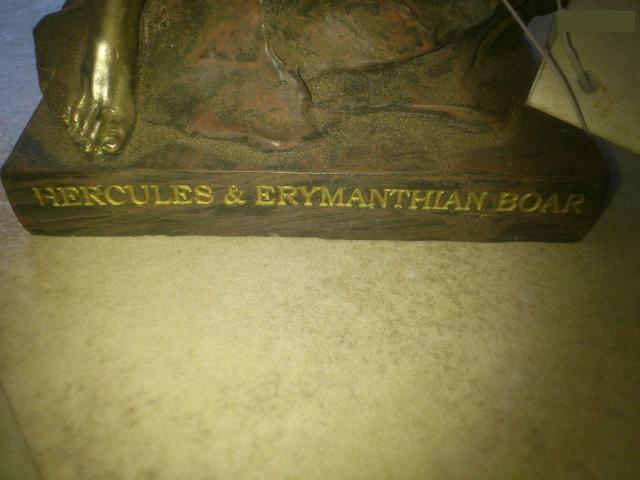 HERCULES & ERYMANTHIAN BOAR